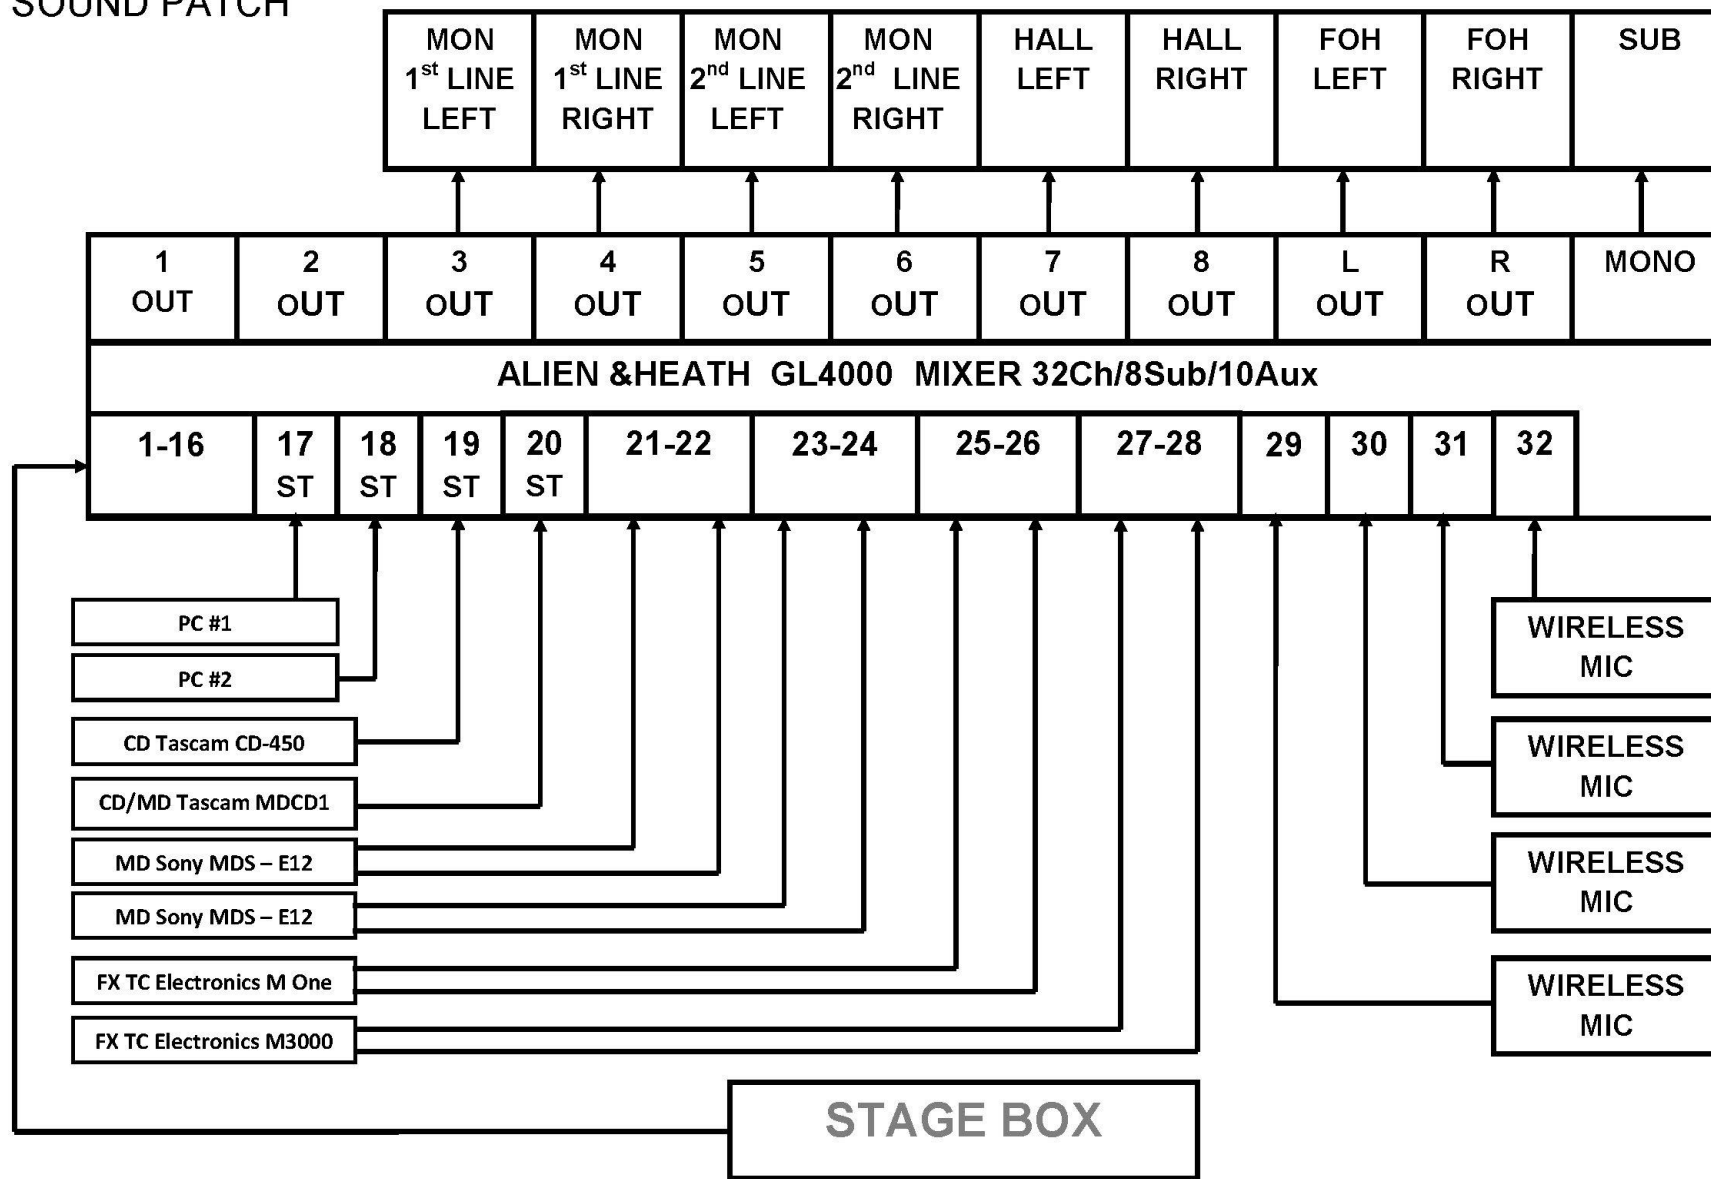 SOUND PATCH
MON
1st LINE
LEFT
MON
1st LINE
RIGHT
MON
2nd LINE
LEFT
MON
2nd LINE
RIGHT
HALL
LEFT
HALL
RIGHT
FOH
LEFT
FOH
RIGHT
SUB
1
OUT
2
OUT
3
OUT
4
OUT
5
OUT
6
OUT
7
OUT
8
OUT
L
OUT
R
OUT
MONO
ALIEN &HEATH GL4000 MIXER 32Ch/8Sub/10Aux
1-16
17
ST
18
ST
19
ST
20
ST
21-22
23-24
25-26
27-28
29
30
31
32
PC #1
PC #2
CD Tascam CD-450
CD/MD Tascam MDCD1
MD Sony MDS – E12
MD Sony MDS – E12
FX TC Electronics M One
FX TC Electronics M3000
WIRELESS
MIC
WIRELESS
MIC
WIRELESS
MIC
WIRELESS
MIC
STAGE BOX